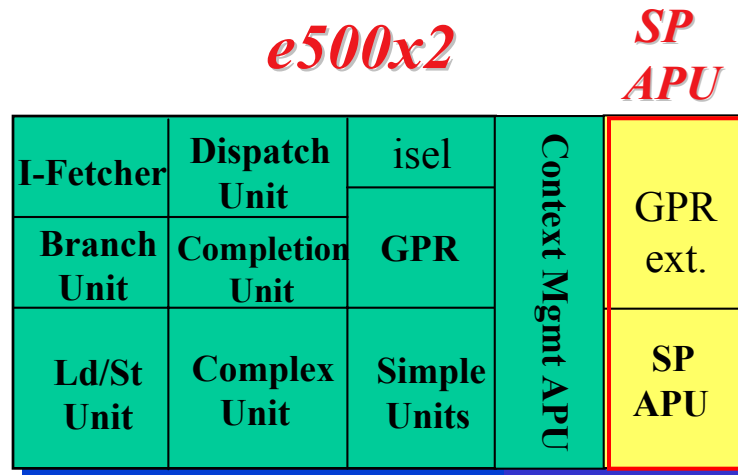 e500x2
SP
APU
I-Fetcher
Dispatch
Unit
isel
Context Mgmt APU
GPR
ext.
Branch
Unit
Completion
Unit
GPR
Ld/St
Unit
Complex
Unit
Simple
Units
SP
APU